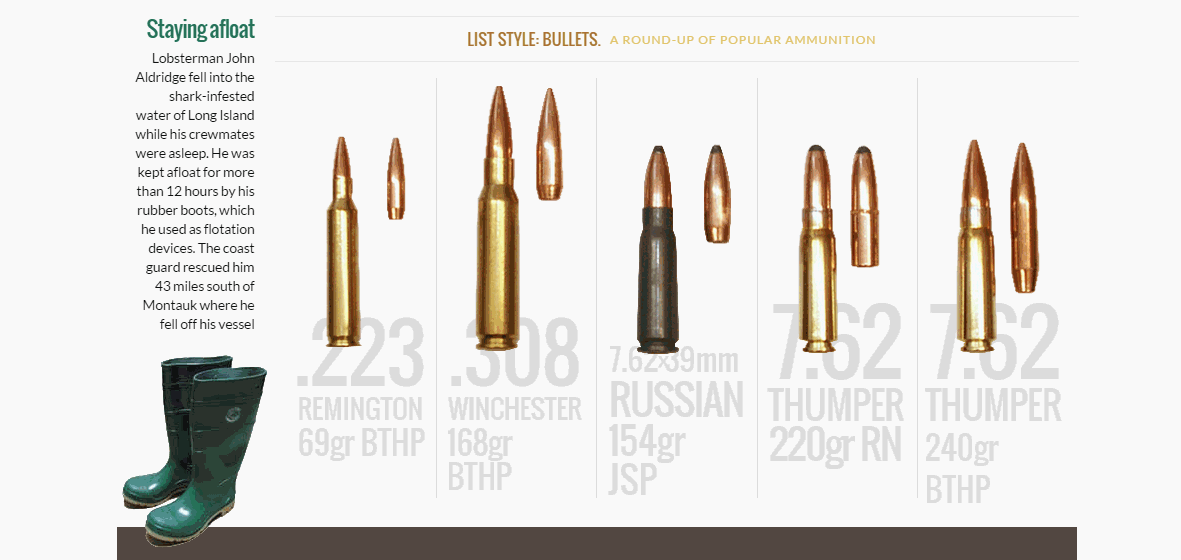 Staying afloat
Lobsterman John
Aldridge fell into the
shark-infested
water of Long Island
while his crewmates
were asleep. He was
kept afloat for more
than 12 hours by his
rubber boots, which
he used as flotation
devices. The coast
guard rescued him
43 miles south of
Montauk where he
fell off his vessel
LIST STYLE: BULLETS. A ROUND-UP OF POPULAR AMMUNITION
.223
REMINGTON
69gr BTHP
.308
WINCHESTER
168gr
BTHP
7.62x39mm
RUSSIAN
154gr
JSP
7.62
THUMPER
220gr RN
7.62
THUMPER
240gr
BTHP